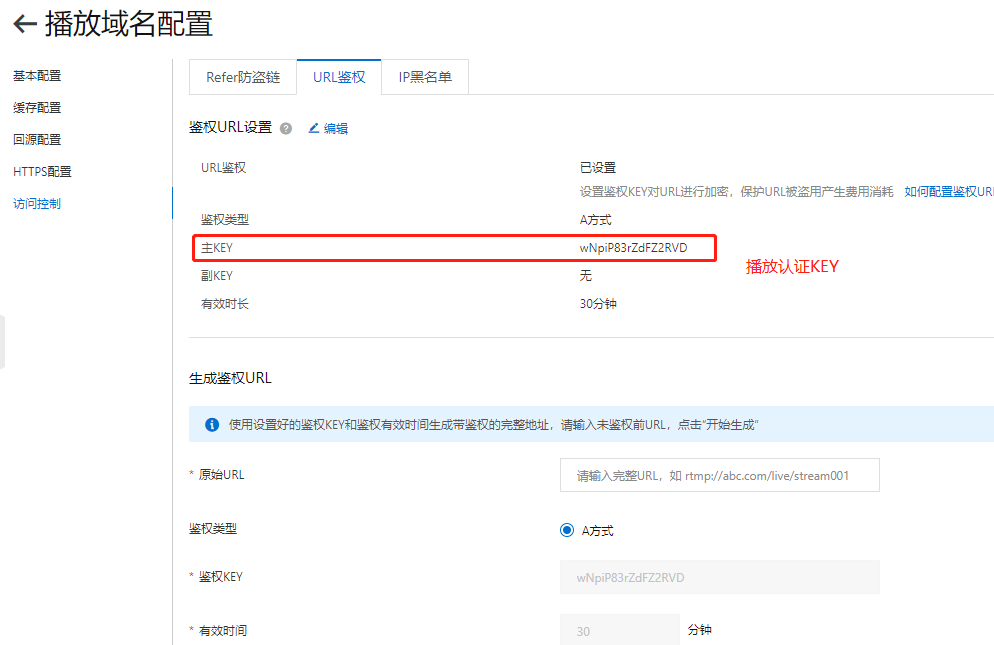 播放域名配置
基本配置
缓存配置
回源配置
HTTPS配置
访问控制
Refer防盗链 URL鉴权 IP黑名单
鉴权URL设置 ? 编辑
URL鉴权 已设置
设置鉴权KEY对URL进行加密，保护URL被盗用产生费用消耗 如何配置鉴权UR
鉴权类型 A方式
主KEY wNpiP83rZdFZ2RVD
播放认证KEY
副KEY 无
有效时长 30分钟
生成鉴权URL
使用设置好的鉴权KEY和鉴权有效时间生成带鉴权的完整地址，请输入未鉴权前URL，点击“开始生成”
* 原始URL 请输入完整URL，如 rtmp://abc.com/live/stream001
鉴权类型 A方式
* 鉴权KEY wNpiP83rZdFZ2RVD
* 有效时间 30 分钟